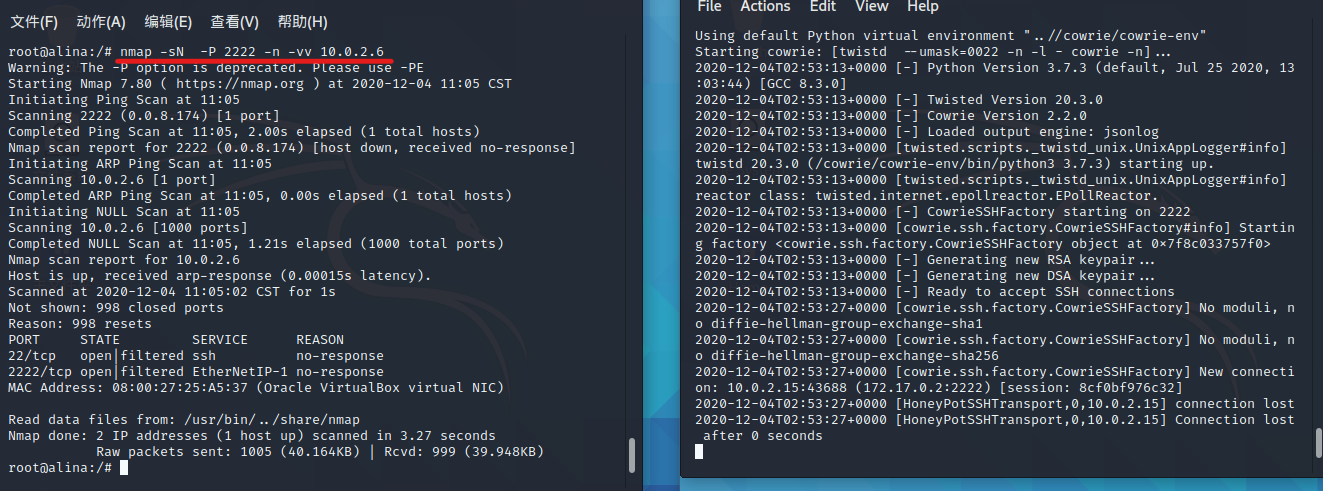 文件(F) 动作(A) 编辑(E) 查看(V) 帮助(H)
root@alina:/# nmap -sN  -P 2222 -n -vv 10.0.2.6
Warning: The -P option is deprecated. Please use -PE
Starting Nmap 7.80 ( https://nmap.org ) at 2020-12-04 11:05 CST
Initiating Ping Scan at 11:05
Scanning 2222 (0.0.8.174) [1 port]
Completed Ping Scan at 11:05, 2.00s elapsed (1 total hosts)
Nmap scan report for 2222 (0.0.8.174) [host down, received no-response]
Initiating ARP Ping Scan at 11:05
Scanning 10.0.2.6 [1 port]
Completed ARP Ping Scan at 11:05, 0.00s elapsed (1 total hosts)
Initiating NULL Scan at 11:05
Scanning 10.0.2.6 [1000 ports]
Completed NULL Scan at 11:05, 1.21s elapsed (1000 total ports)
Nmap scan report for 10.0.2.6
Host is up, received arp-response (0.00015s latency).
Scanned at 2020-12-04 11:05:02 CST for 1s
Not shown: 998 closed ports
Reason: 998 resets
PORT     STATE         SERVICE      REASON
22/tcp   open|filtered ssh          no-response
2222/tcp open|filtered EtherNetIP-1 no-response
MAC Address: 08:00:27:25:A5:37 (Oracle VirtualBox virtual NIC)
Read data files from: /usr/bin/../share/nmap
Nmap done: 2 IP addresses (1 host up) scanned in 3.27 seconds
           Raw packets sent: 1005 (40.164KB) | Rcvd: 999 (39.948KB)
root@alina:/#
File Actions Edit View Help
Using default Python virtual environment "..//cowrie/cowrie-env"
Starting cowrie: [twistd  --umask=0022 -n -l - cowrie -n]...
2020-12-04T02:53:13+0000 [-] Python Version 3.7.3 (default, Jul 25 2020, 13
:03:44) [GCC 8.3.0]
2020-12-04T02:53:13+0000 [-] Twisted Version 20.3.0
2020-12-04T02:53:13+0000 [-] Cowrie Version 2.2.0
2020-12-04T02:53:13+0000 [-] Loaded output engine: jsonlog
2020-12-04T02:53:13+0000 [twisted.scripts._twistd_unix.UnixAppLogger#info]
twistd 20.3.0 (/cowrie/cowrie-env/bin/python3 3.7.3) starting up.
2020-12-04T02:53:13+0000 [twisted.scripts._twistd_unix.UnixAppLogger#info]
reactor class: twisted.internet.epollreactor.EPollReactor.
2020-12-04T02:53:13+0000 [-] CowrieSSHFactory starting on 2222
2020-12-04T02:53:13+0000 [cowrie.ssh.factory.CowrieSSHFactory#info] Startin
g factory <cowrie.ssh.factory.CowrieSSHFactory object at 0×7f8c033757f0>
2020-12-04T02:53:13+0000 [-] Generating new RSA keypair...
2020-12-04T02:53:13+0000 [-] Generating new DSA keypair...
2020-12-04T02:53:13+0000 [-] Ready to accept SSH connections
2020-12-04T02:53:27+0000 [cowrie.ssh.factory.CowrieSSHFactory] No moduli, n
o diffie-hellman-group-exchange-sha1
2020-12-04T02:53:27+0000 [cowrie.ssh.factory.CowrieSSHFactory] No moduli, n
o diffie-hellman-group-exchange-sha256
2020-12-04T02:53:27+0000 [cowrie.ssh.factory.CowrieSSHFactory] New connecti
on: 10.0.2.15:43688 (172.17.0.2:2222) [session: 8cf0bf976c32]
2020-12-04T02:53:27+0000 [HoneyPotSSHTransport,0,10.0.2.15] connection lost
2020-12-04T02:53:27+0000 [HoneyPotSSHTransport,0,10.0.2.15] Connection lost
 after 0 seconds